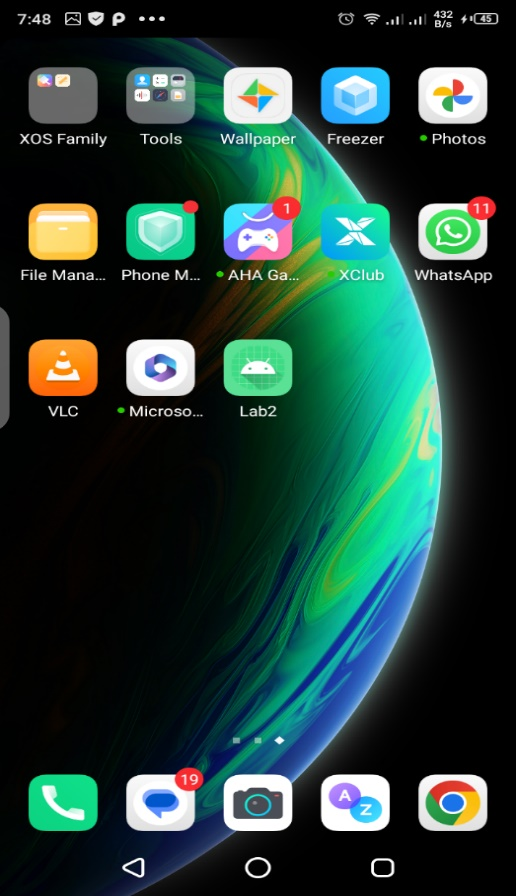 7:48 432 B/s 45
XOS Family Tools Wallpaper Freezer Photos
1 11
File Mana... Phone M... AHA Ga... XClub WhatsApp
VLC Microso... Lab2
19
A Z